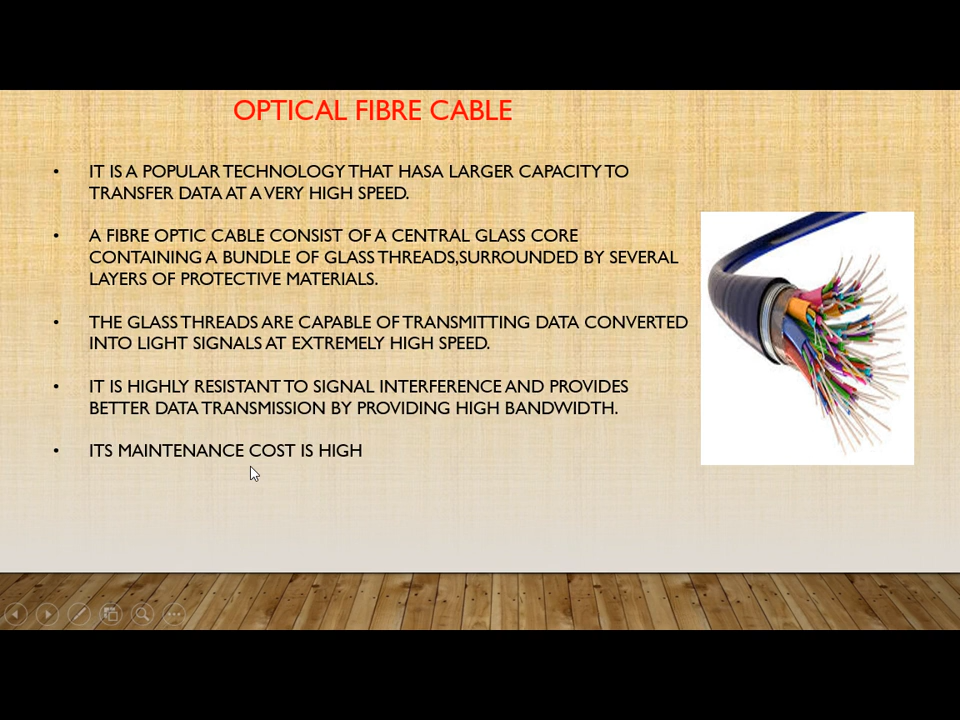 OPTICAL FIBRE CABLE
• IT IS A POPULAR TECHNOLOGY THAT HASA LARGER CAPACITY TO
TRANSFER DATA AT A VERY HIGH SPEED.
• A FIBRE OPTIC CABLE CONSIST OF A CENTRAL GLASS CORE
CONTAINING A BUNDLE OF GLASS THREADS,SURROUNDED BY SEVERAL
LAYERS OF PROTECTIVE MATERIALS.
• THE GLASS THREADS ARE CAPABLE OF TRANSMITTING DATA CONVERTED
INTO LIGHT SIGNALS AT EXTREMELY HIGH SPEED.
• IT IS HIGHLY RESISTANT TO SIGNAL INTERFERENCE AND PROVIDES
BETTER DATA TRANSMISSION BY PROVIDING HIGH BANDWIDTH.
• ITS MAINTENANCE COST IS HIGH